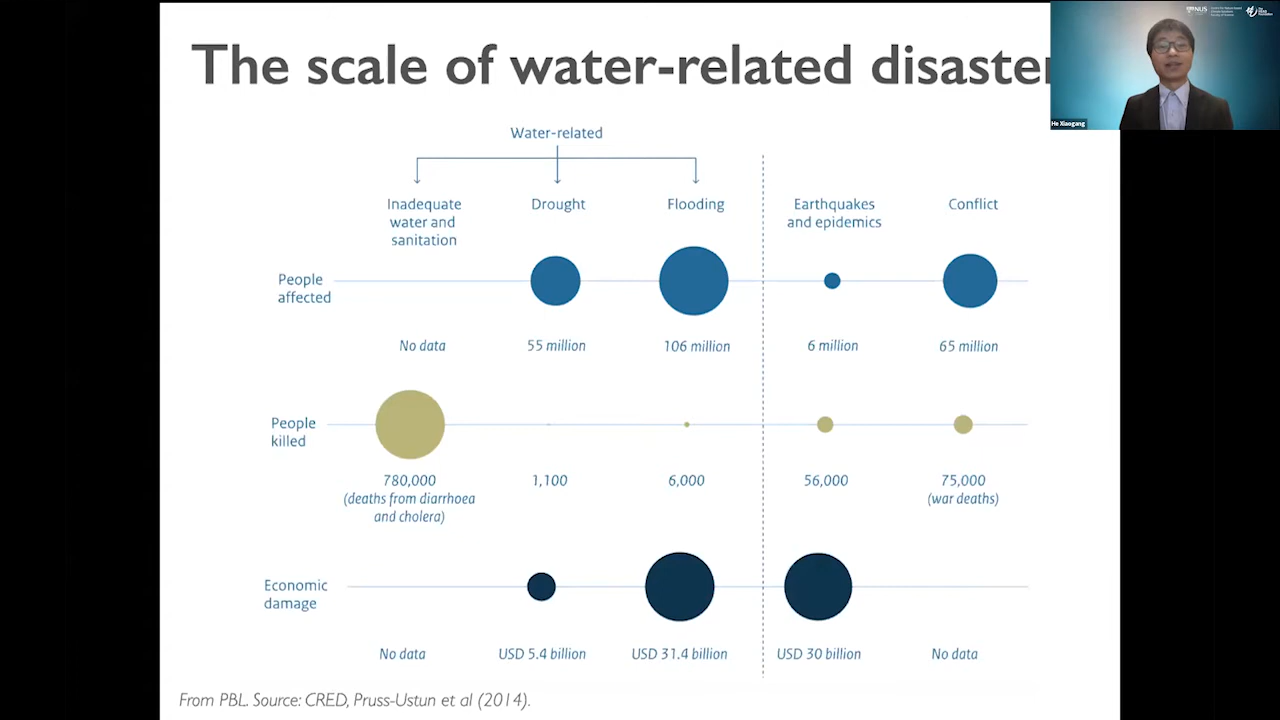 The scale of water-related disaster
NUS
He Xiaogang
Water-related
Inadequate
water and
sanitation
Drought
Flooding
Earthquakes
and epidemics
Conflict
People
affected
No data
55 million
106 million
6 million
65 million
People
killed
780,000
(deaths from diarrhoea
and cholera)
1,100
6,000
56,000
75,000
(war deaths)
Economic
damage
No data
USD 5.4 billion
USD 31.4 billion
USD 30 billion
No data
From PBL. Source: CRED, Pruss-Ustun et al (2014).